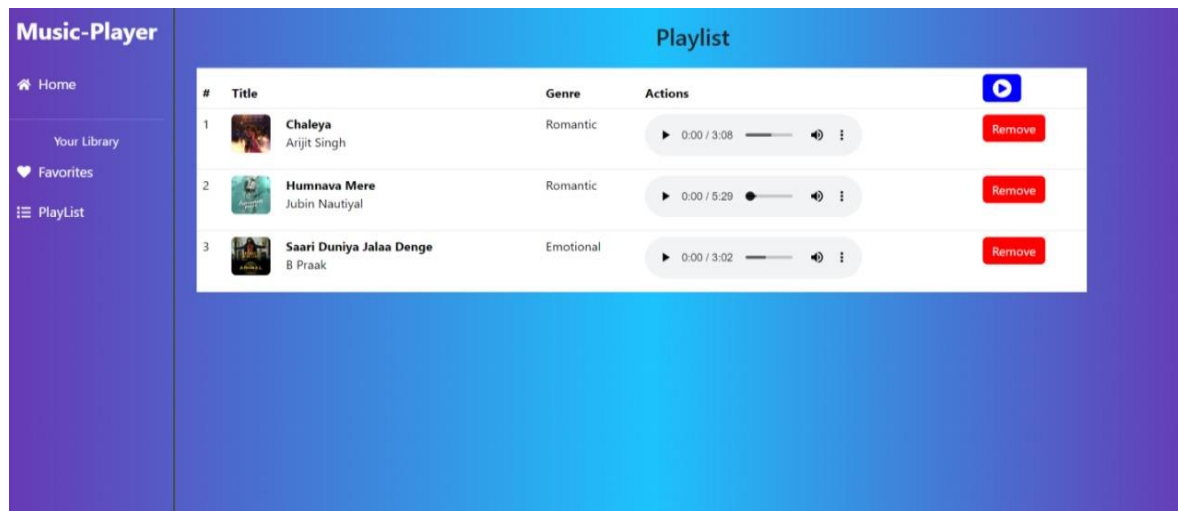 Music-Player
Home
Your Library
Favorites
PlayList
Playlist
# Title Genre Actions
1 Chaleya Romantic 0:00 / 3:08 Remove
Arijit Singh
2 Humnava Mere Romantic 0:00 / 5:29 Remove
Jubin Nautiyal
3 Saari Duniya Jalaa Denge Emotional 0:00 / 3:02 Remove
B Praak
ANIMAL